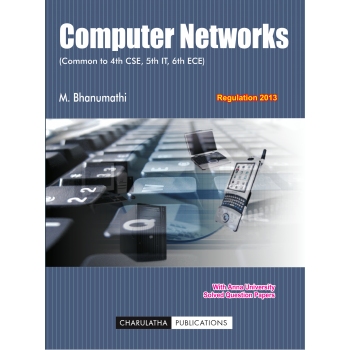 Computer Networks
(Common to 4th CSE, 5th IT, 6th ECE)
M. Bhanumathi
Regulation 2013
Q
With Anna University
Solved Question Papers
CHARULATHA PUBLICATIONS